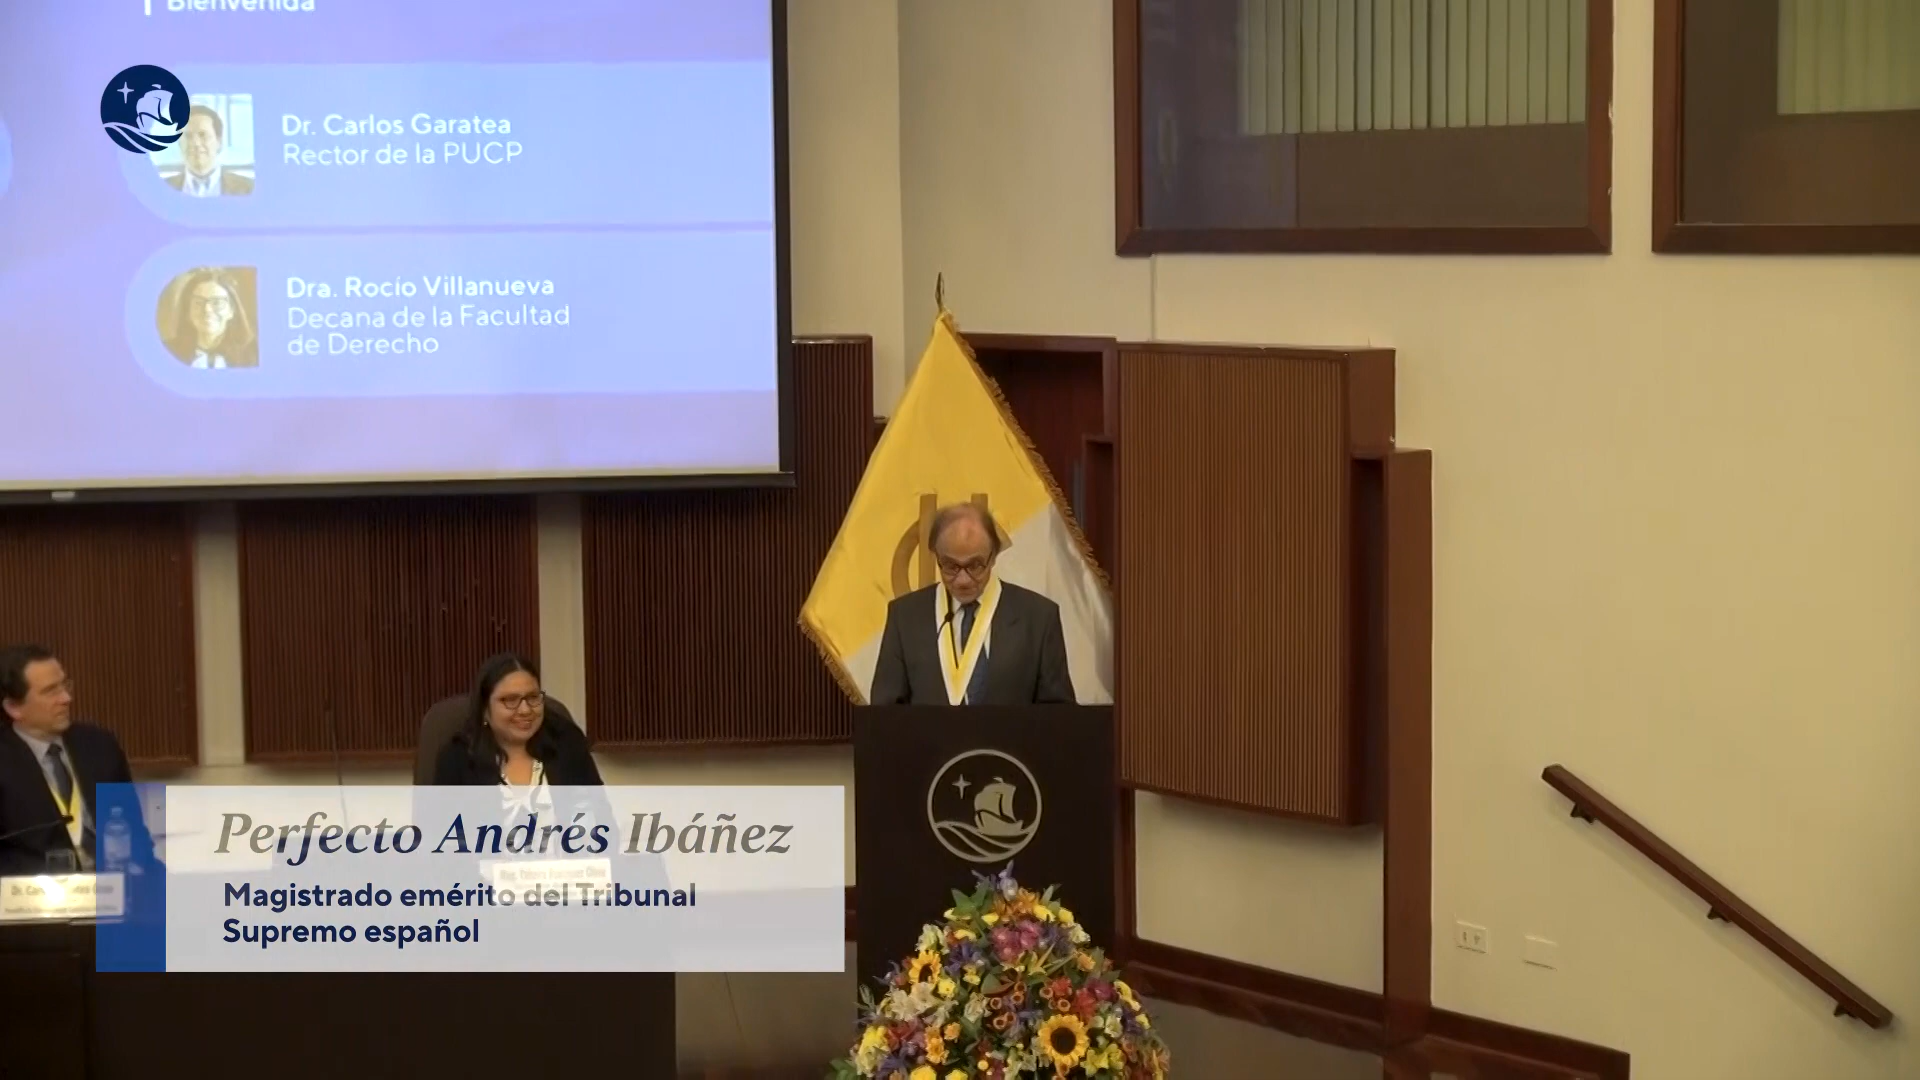 Bienvenida
Dr. Carlos Garatea
Rector de la PUCP
Dra. Rocío Villanueva
Decana de la Facultad
de Derecho
Perfecto Andrés Ibáñez
Magistrado emérito del Tribunal
Supremo español